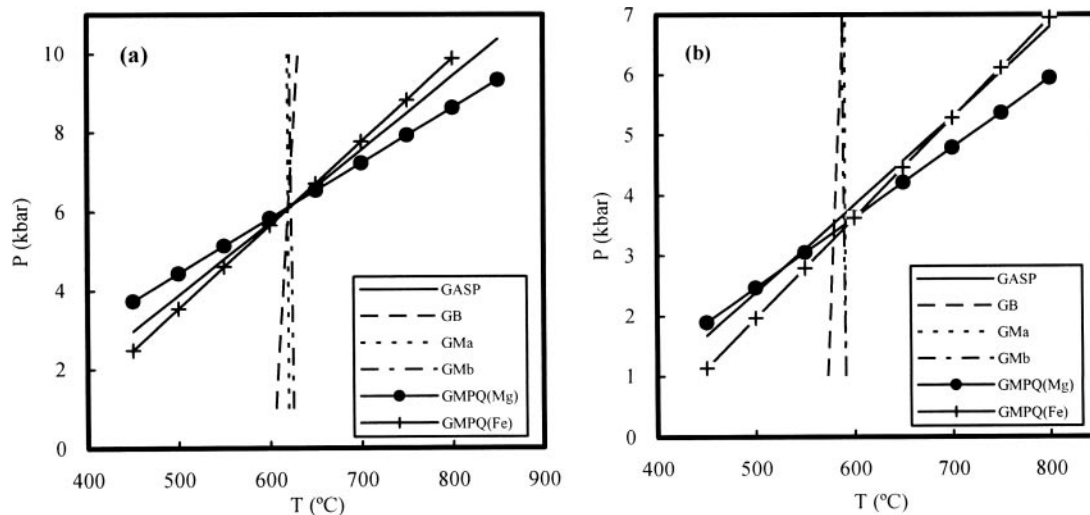 (a)
10
8
6
4
2
0
P (kbar)
400 500 600 700 800 900
T (ºC)
GASP
GB
GMa
GMb
GMPQ(Mg)
GMPQ(Fe)
(b)
7
6
5
4
3
2
1
0
P (kbar)
400 500 600 700 800
T (ºC)
GASP
GB
GMa
GMb
GMPQ(Mg)
GMPQ(Fe)